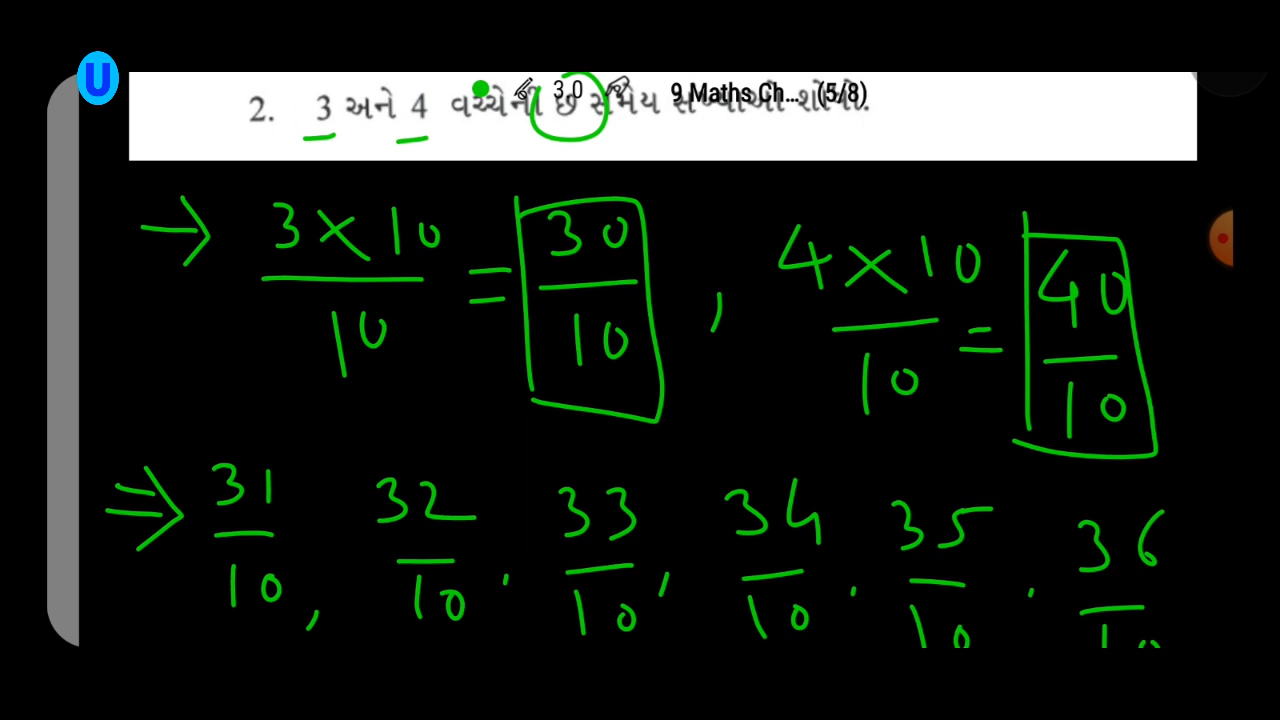 U
3.0 9 Maths Ch... (5/8)
2. 3 અને 4 વચ્ચેની છ સંમેય સંખ્યાઓ શોધો.
→ 3×10/10 = 30/10 , 4×10/10 = 40/10
⇒ 31/10, 32/10 . 33/10, 34/10 . 35/10 . 36/10